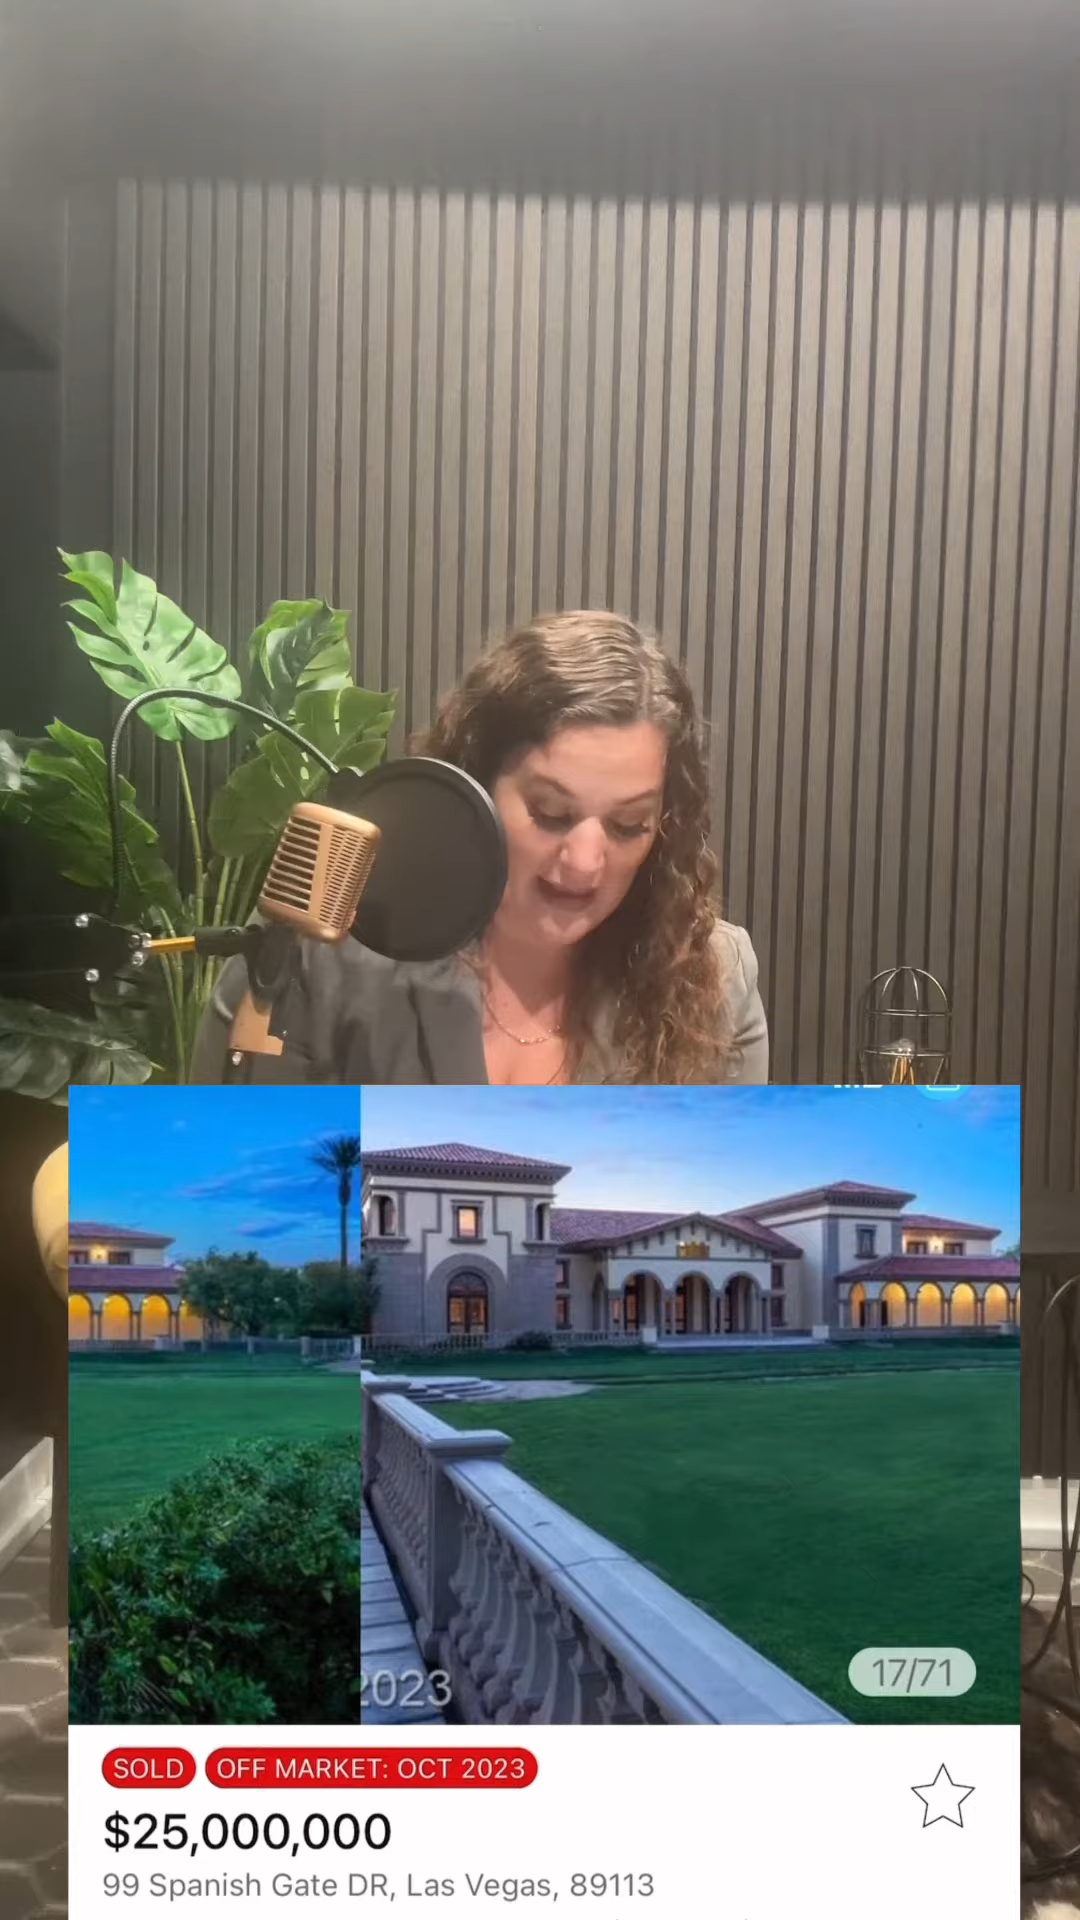 2023
17/71
SOLD
OFF MARKET: OCT 2023
$25,000,000
99 Spanish Gate DR, Las Vegas, 89113